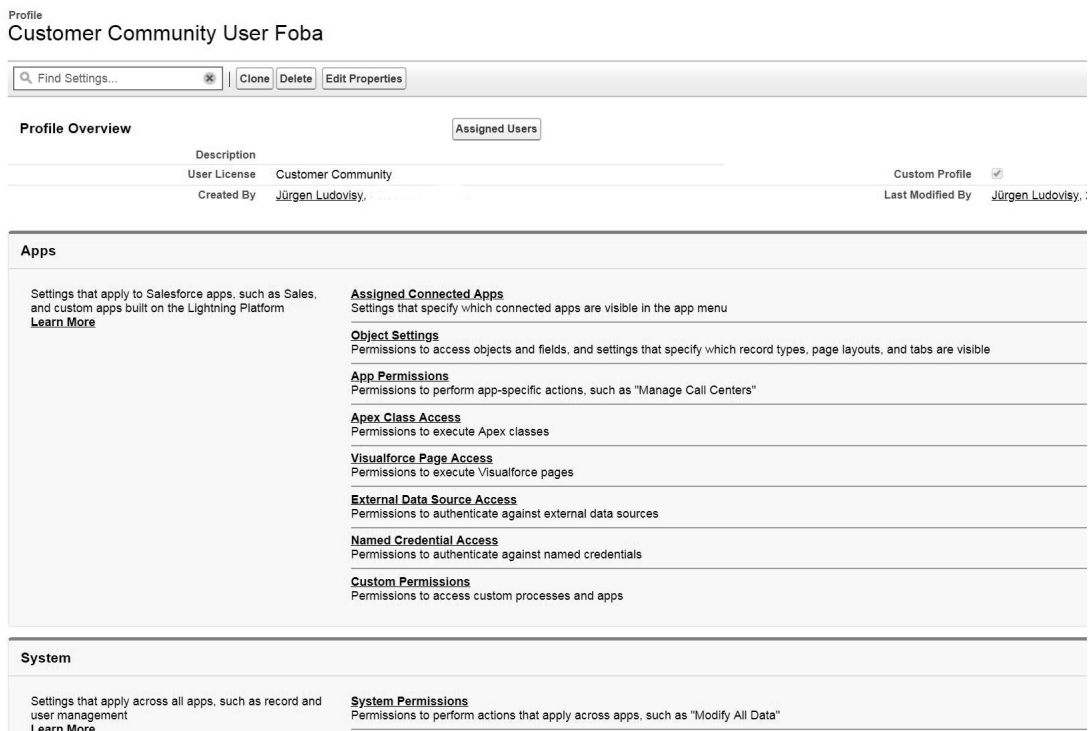 Profile
Customer Community User Foba
Find Settings...
Clone
Delete
Edit Properties
Profile Overview
Assigned Users
Description
User License Customer Community
Custom Profile
Created By Jürgen Ludovisy,
Last Modified By Jürgen Ludovisy,
Apps
Settings that apply to Salesforce apps, such as Sales,
and custom apps built on the Lightning Platform
Learn More
Assigned Connected Apps
Settings that specify which connected apps are visible in the app menu
Object Settings
Permissions to access objects and fields, and settings that specify which record types, page layouts, and tabs are visible
App Permissions
Permissions to perform app-specific actions, such as "Manage Call Centers"
Apex Class Access
Permissions to execute Apex classes
Visualforce Page Access
Permissions to execute Visualforce pages
External Data Source Access
Permissions to authenticate against external data sources
Named Credential Access
Permissions to authenticate against named credentials
Custom Permissions
Permissions to access custom processes and apps
System
Settings that apply across all apps, such as record and
user management
Learn More
System Permissions
Permissions to perform actions that apply across apps, such as "Modify All Data"